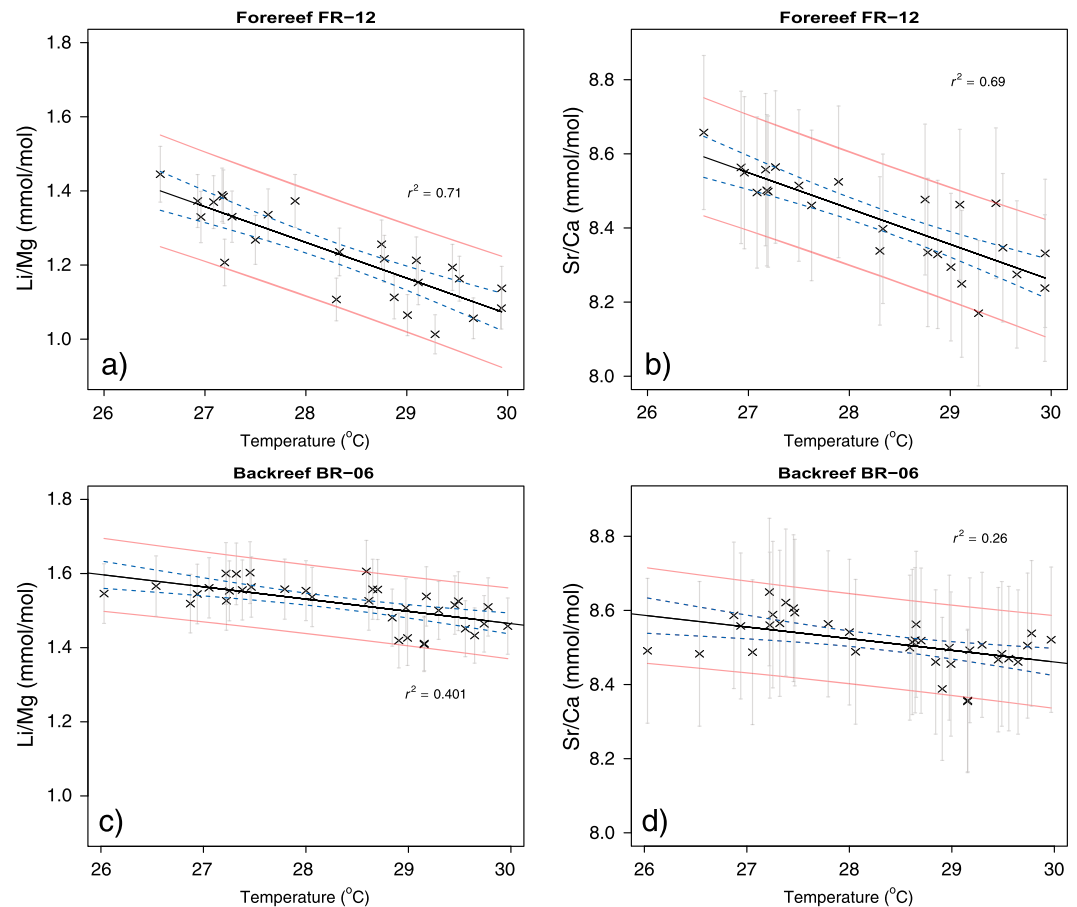 Forereef FR−12
Li/Mg (mmol/mol)
1.8
1.6
1.4
1.2
1.0
r² = 0.71
a)
26 27 28 29 30
Temperature (°C)
Forereef FR−12
Sr/Ca (mmol/mol)
8.8
8.6
8.4
8.2
8.0
r² = 0.69
b)
26 27 28 29 30
Temperature (°C)
Backreef BR−06
Li/Mg (mmol/mol)
1.8
1.6
1.4
1.2
1.0
r² = 0.401
c)
26 27 28 29 30
Temperature (°C)
Backreef BR−06
Sr/Ca (mmol/mol)
8.8
8.6
8.4
8.2
8.0
r² = 0.26
d)
26 27 28 29 30
Temperature (°C)